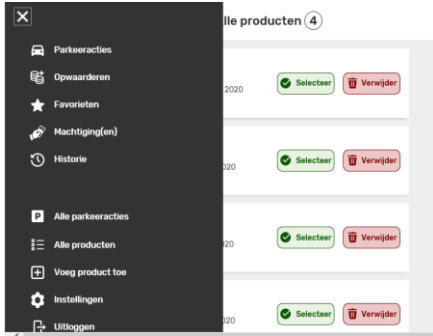 lle producten 4
Parkeeracties
Opwaarderen
2020
Selecteer
Verwijder
Favorieten
Machtiging(en)
Historie
020
Selecteer
Verwijder
P Alle parkeeracties
Alle producten
020
Selecteer
Verwijder
Voeg product toe
Instellingen
Uitloggen
020
Selecteer
Verwijder